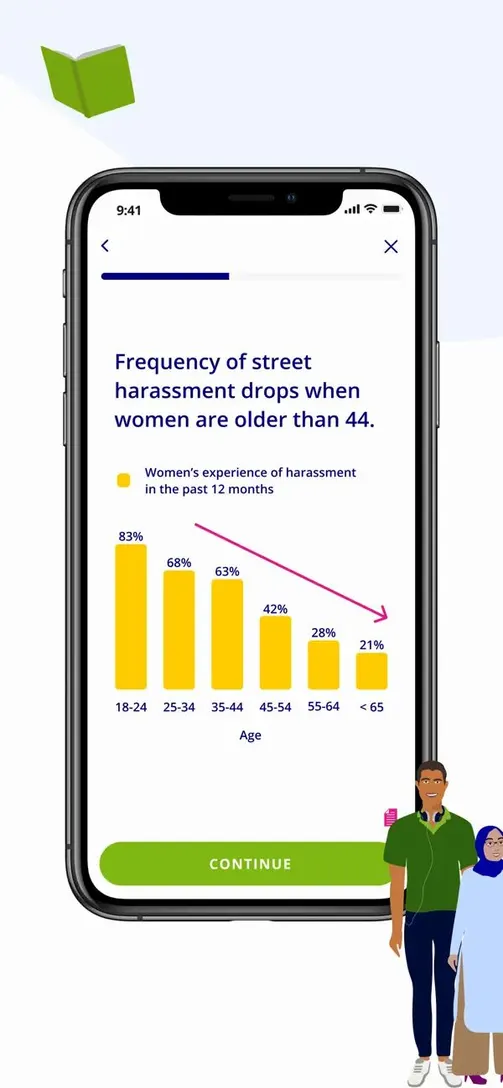 9:41
Frequency of street
harassment drops when
women are older than 44.
Women's experience of harassment
in the past 12 months
83%
68%
63%
42%
28%
21%
18-24
25-34
35-44
45-54
55-64
< 65
Age
CONTINUE